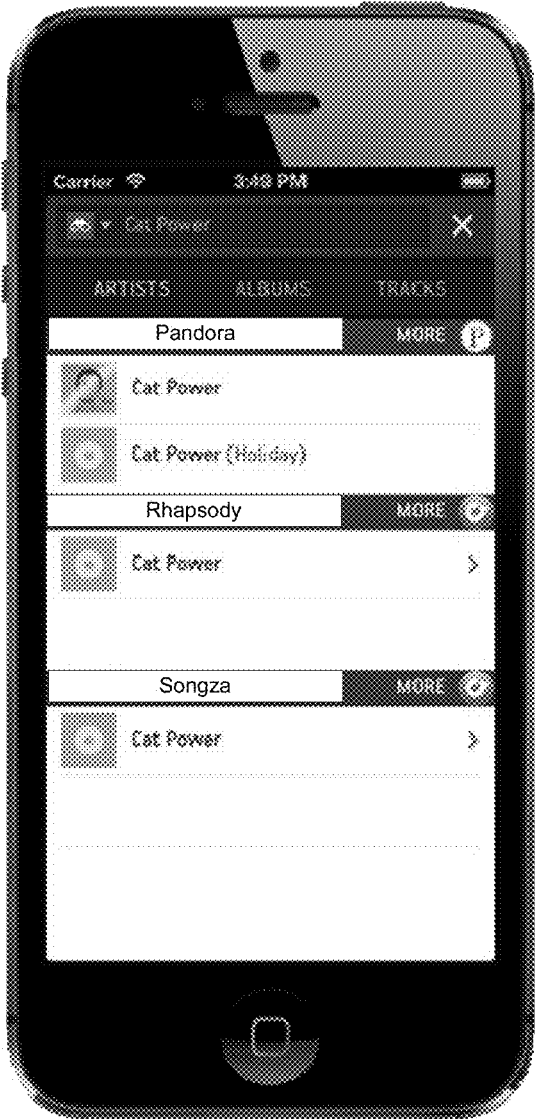 Carrier 3:49 PM
Cat Power
ARTISTS ALBUMS TRACKS
Pandora MORE P
Cat Power
Cat Power (Holiday)
Rhapsody MORE
Cat Power
Songza MORE
Cat Power